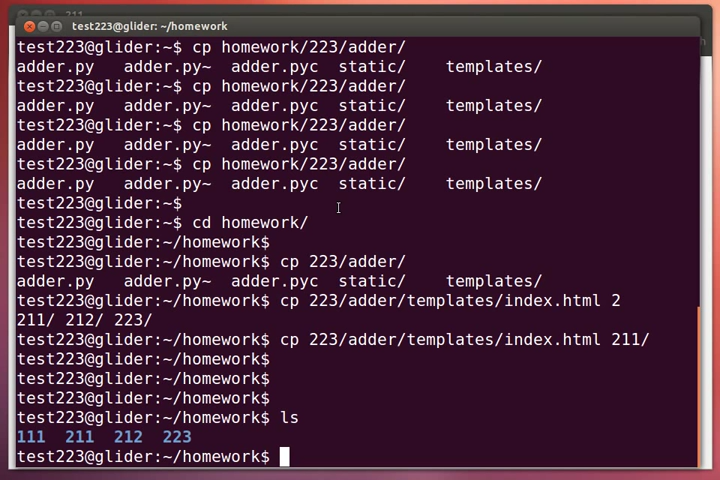 211
test223@glider: ~/homework
test223@glider:~$ cp homework/223/adder/
adder.py   adder.py~  adder.pyc  static/    templates/
test223@glider:~$ cp homework/223/adder/
adder.py   adder.py~  adder.pyc  static/    templates/
test223@glider:~$ cp homework/223/adder/
adder.py   adder.py~  adder.pyc  static/    templates/
test223@glider:~$ cp homework/223/adder/
adder.py   adder.py~  adder.pyc  static/    templates/
test223@glider:~$
test223@glider:~$ cd homework/
test223@glider:~/homework$
test223@glider:~/homework$ cp 223/adder/
adder.py   adder.py~  adder.pyc  static/    templates/
test223@glider:~/homework$ cp 223/adder/templates/index.html 2
211/ 212/ 223/
test223@glider:~/homework$ cp 223/adder/templates/index.html 211/
test223@glider:~/homework$
test223@glider:~/homework$
test223@glider:~/homework$
test223@glider:~/homework$ ls
111  211  212  223
test223@glider:~/homework$